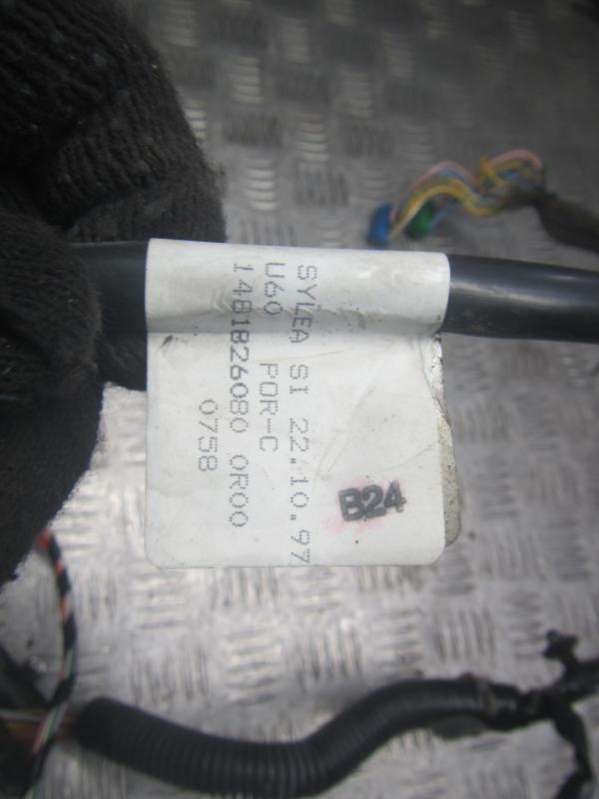 SYLEA SI 22.10.97
U60 POR-C
1481826080 0R00
0758
B24